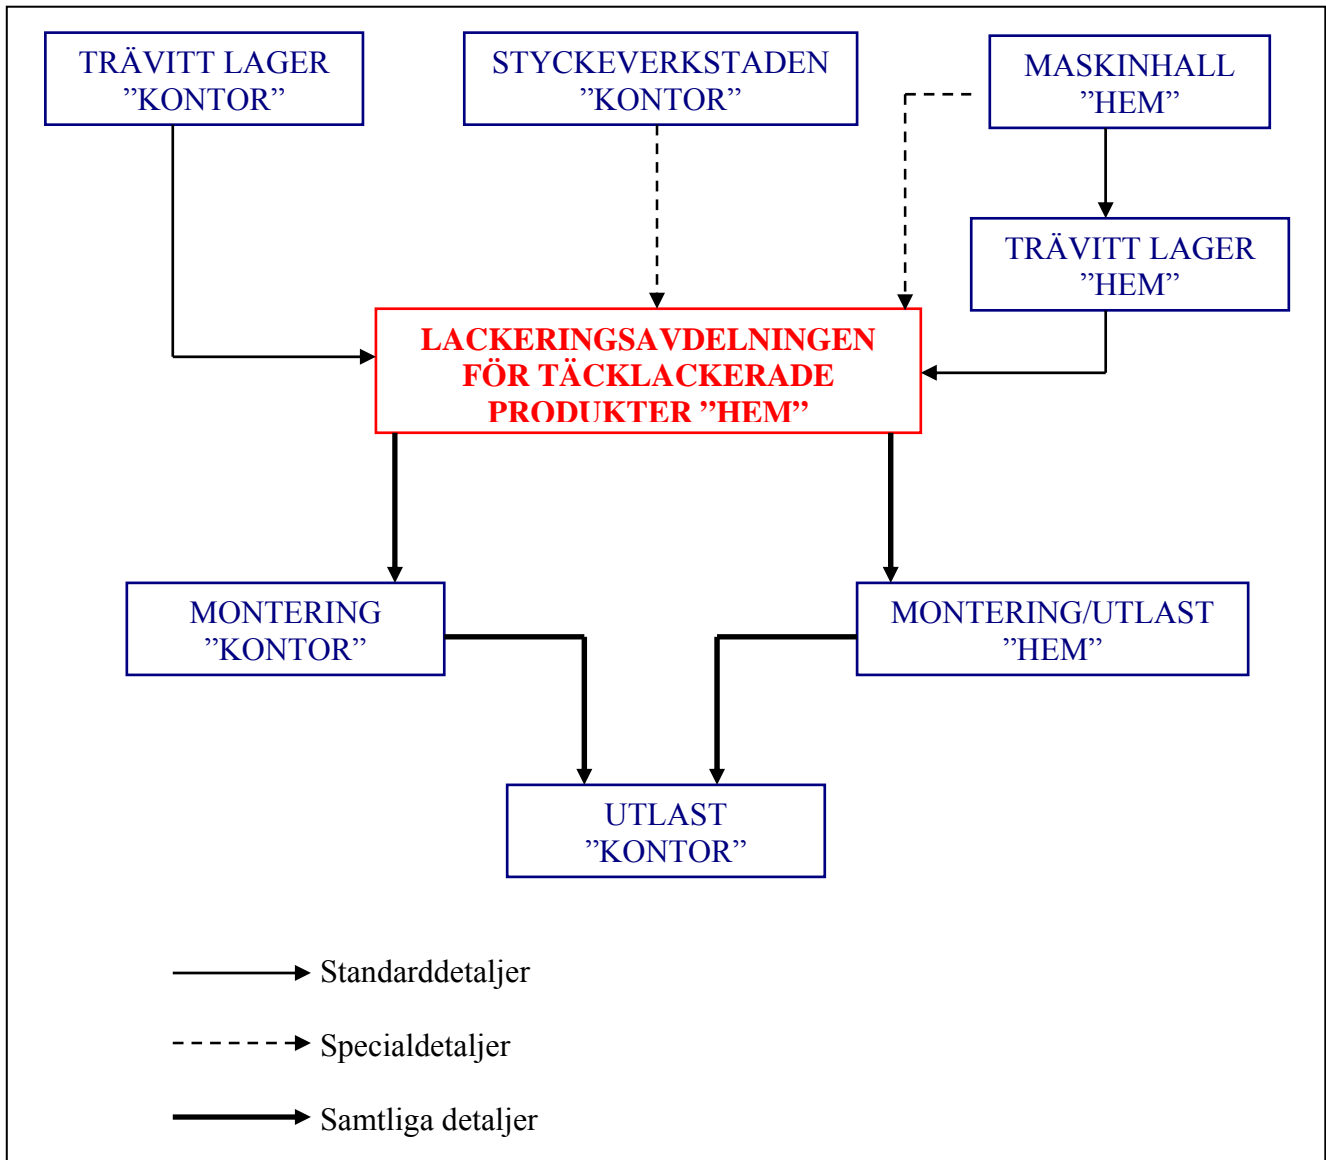 TRÄVITT LAGER
”KONTOR”
STYCKEVERKSTADEN
”KONTOR”
MASKINHALL
”HEM”
TRÄVITT LAGER
”HEM”
LACKERINGSAVDELNINGEN
FÖR TÄCKLACKERADE
PRODUKTER ”HEM”
MONTERING
”KONTOR”
MONTERING/UTLAST
”HEM”
UTLAST
”KONTOR”
Standarddetaljer
Specialdetaljer
Samtliga detaljer